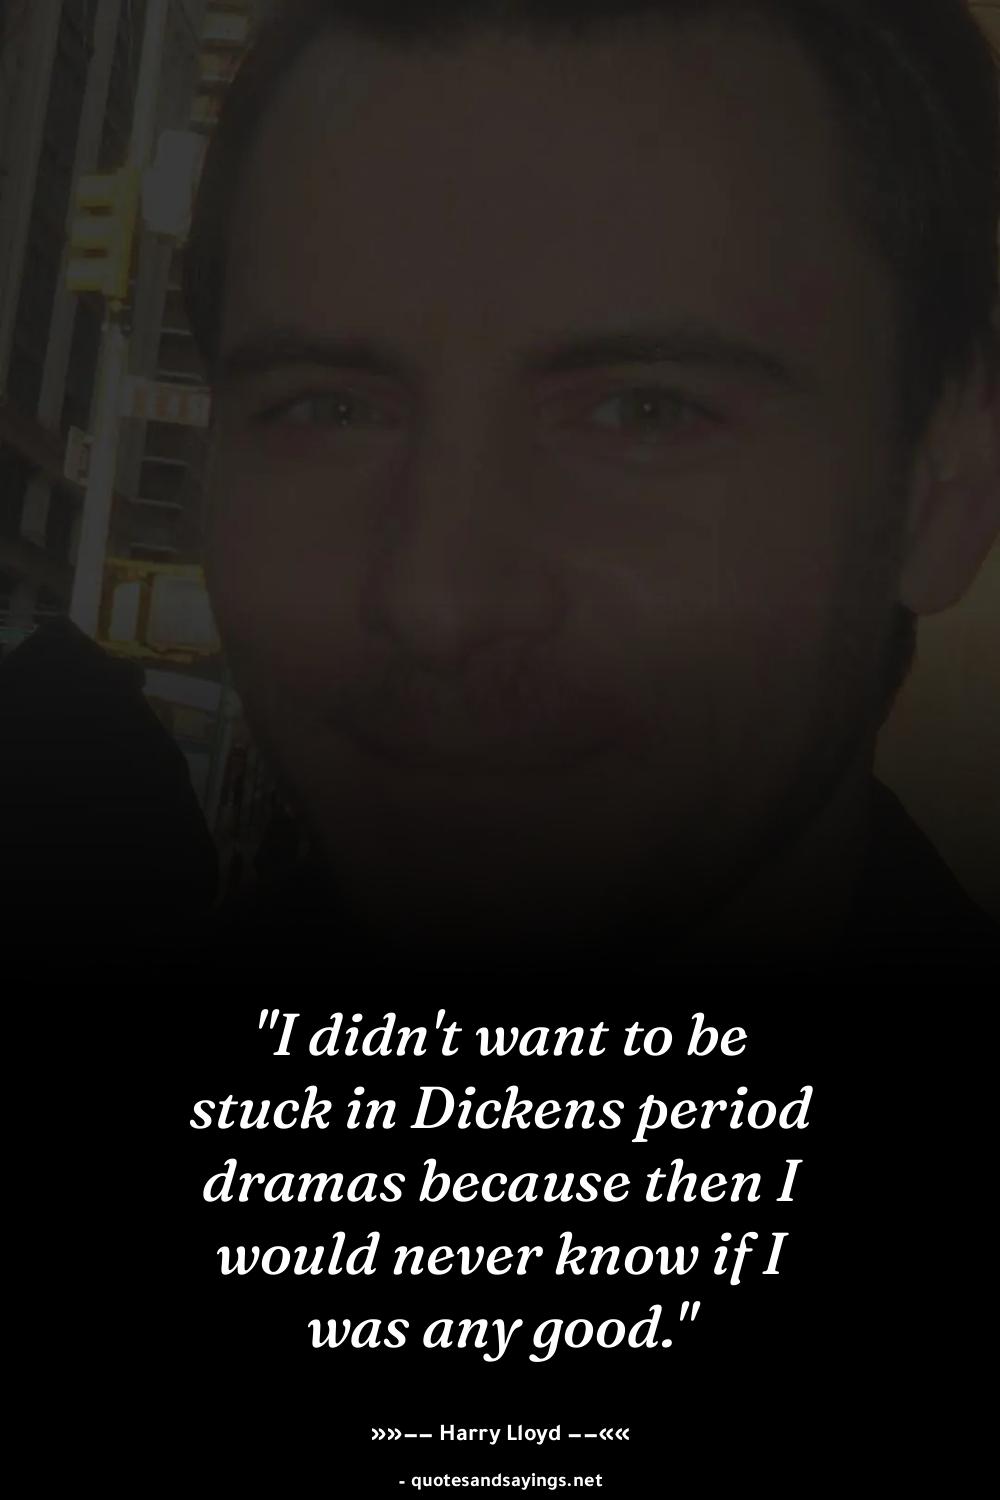 "I didn't want to be
stuck in Dickens period
dramas because then I
would never know if I
was any good."
»»–– Harry Lloyd ––««
- quotesandsayings.net